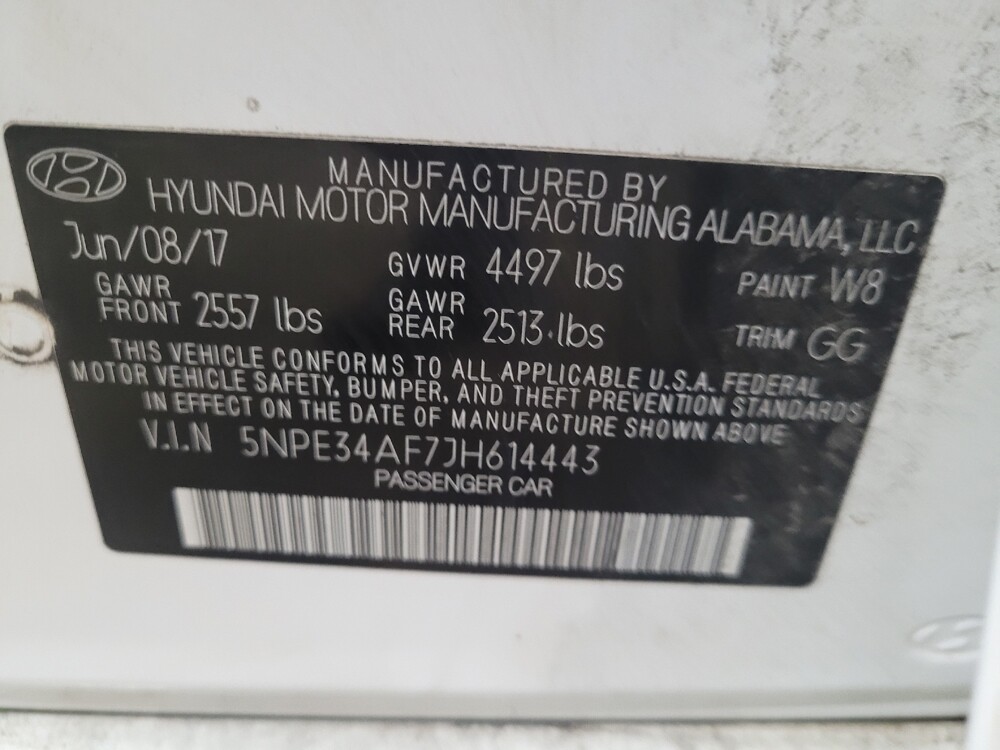 MANUFACTURED BY
HYUNDAI MOTOR MANUFACTURING ALABAMA, LLC
Jun/08/17
GVWR 4497 lbs
PAINT W8
GAWR
FRONT 2557 lbs
GAWR
REAR 2513 lbs
TRIM GG
THIS VEHICLE CONFORMS TO ALL APPLICABLE U.S.A. FEDERAL
MOTOR VEHICLE SAFETY, BUMPER, AND THEFT PREVENTION STANDARDS
IN EFFECT ON THE DATE OF MANUFACTURE SHOWN ABOVE
V.I.N 5NPE34AF7JH614443
PASSENGER CAR